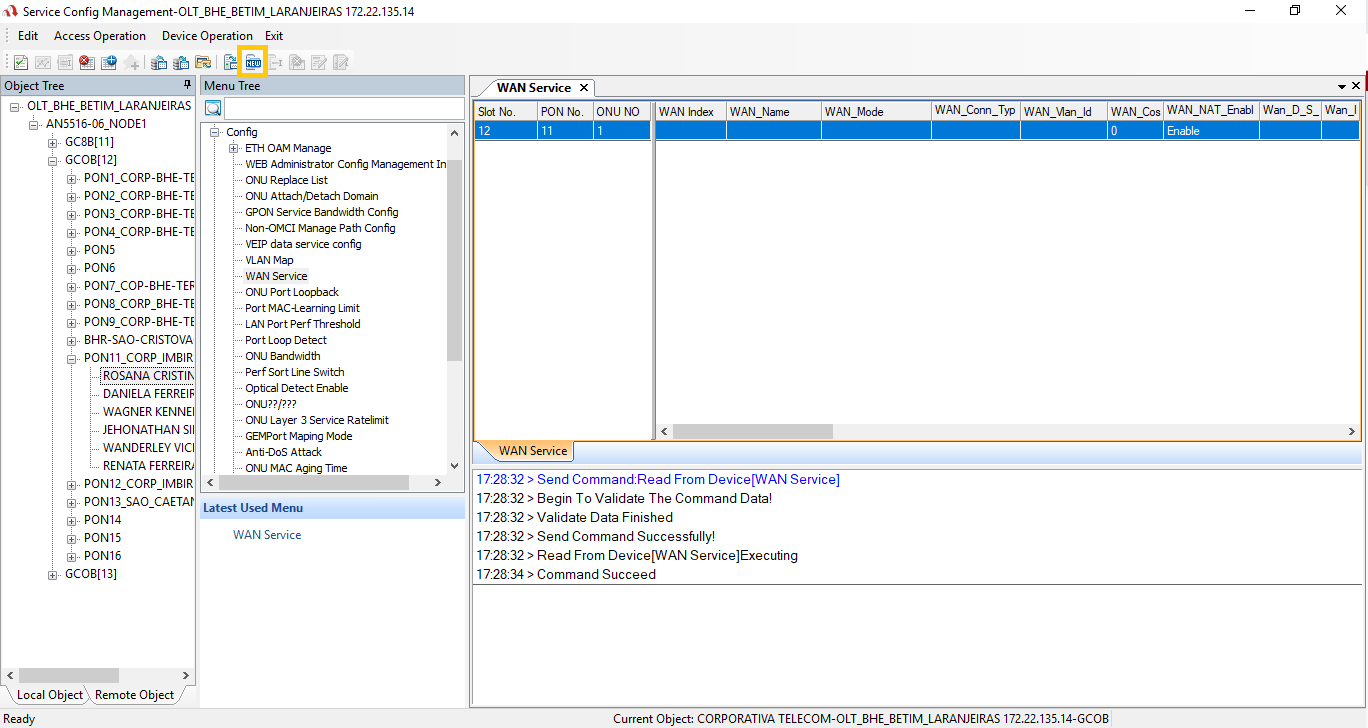 Service Config Management-OLT_BHE_BETIM_LARANJEIRAS 172.22.135.14
Edit Access Operation Device Operation Exit
NEW
Object Tree
OLT_BHE_BETIM_LARANJEIRAS
AN5516-06_NODE1
GC8B[11]
GCOB[12]
PON1_CORP-BHE-TE
PON2_CORP-BHE-TE
PON3_CORP-BHE-TE
PON4_CORP-BHE-TE
PON5
PON6
PON7_COP-BHE-TER
PON8_CORP_BHE-TE
PON9_CORP-BHE-TE
BHR-SAO-CRISTOVA
PON11_CORP_IMBIR
ROSANA CRISTIN
DANIELA FERREIR
WAGNER KENNE
JEHONATHAN SI
WANDERLEY VIC
RENATA FERREIRA
PON12_CORP_IMBIR
PON13_SAO_CAETAN
PON14
PON15
PON16
GCOB[13]
Local Object Remote Object
Menu Tree
Config
ETH OAM Manage
WEB Administrator Config Management In
ONU Replace List
ONU Attach/Detach Domain
GPON Service Bandwidth Config
Non-OMCI Manage Path Config
VEIP data service config
VLAN Map
WAN Service
ONU Port Loopback
Port MAC-Learning Limit
LAN Port Perf Threshold
Port Loop Detect
ONU Bandwidth
Perf Sort Line Switch
Optical Detect Enable
ONU??/???
ONU Layer 3 Service Ratelimit
GEMPort Maping Mode
Anti-DoS Attack
ONU MAC Aging Time
Latest Used Menu
WAN Service
WAN Service
Slot No. PON No. ONU NO WAN Index WAN_Name WAN_Mode WAN_Conn_Typ WAN_Vlan_Id WAN_Cos WAN_NAT_Enabl Wan_D_S_ Wan_I
12 11 1 0 Enable
WAN Service
17:28:32 > Send Command:Read From Device[WAN Service]
17:28:32 > Begin To Validate The Command Data!
17:28:32 > Validate Data Finished
17:28:32 > Send Command Successfully!
17:28:32 > Read From Device[WAN Service]Executing
17:28:34 > Command Succeed
Ready
Current Object: CORPORATIVA TELECOM-OLT_BHE_BETIM_LARANJEIRAS 172.22.135.14-GCOB